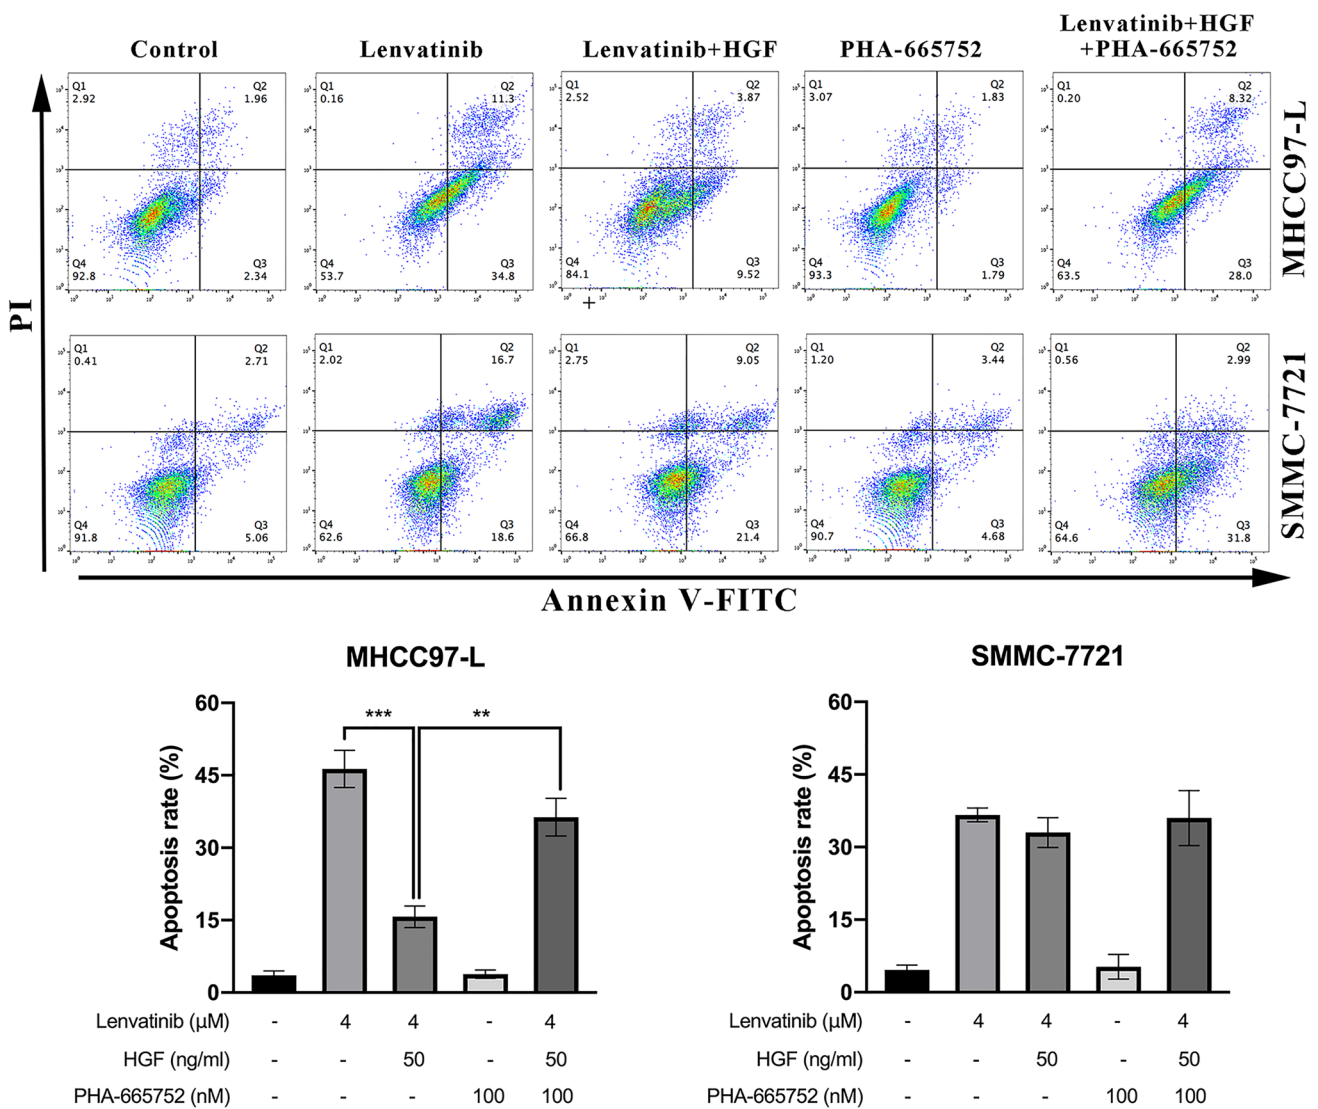 Control
Lenvatinib
Lenvatinib+HGF
PHA-665752
Lenvatinib+HGF
+PHA-665752
Q1
2.92
Q2
1.96
Q4
92.8
Q3
2.34
Q1
0.16
Q2
11.3
Q4
53.7
Q3
34.8
Q1
2.52
Q2
3.87
Q4
84.1
Q3
9.52
Q1
3.07
Q2
1.83
Q4
93.3
Q3
1.79
Q1
0.20
Q2
8.32
Q4
63.5
Q3
28.0
MHCC97-L
PI
Q1
0.41
Q2
2.71
Q4
91.8
Q3
5.06
Q1
2.02
Q2
16.7
Q4
62.6
Q3
18.6
Q1
2.75
Q2
9.05
Q4
66.8
Q3
21.4
Q1
1.20
Q2
3.44
Q4
90.7
Q3
4.68
Q1
0.56
Q2
2.99
Q4
64.6
Q3
31.8
SMMC-7721
Annexin V-FITC
MHCC97-L
Apoptosis rate (%)
60
45
30
15
0
***
**
Lenvatinib (μM) - 4 4 - 4
HGF (ng/ml) - - 50 - 50
PHA-665752 (nM) - - - 100 100
SMMC-7721
Apoptosis rate (%)
60
45
30
15
0
Lenvatinib (μM) - 4 4 - 4
HGF (ng/ml) - - 50 - 50
PHA-665752 (nM) - - - 100 100